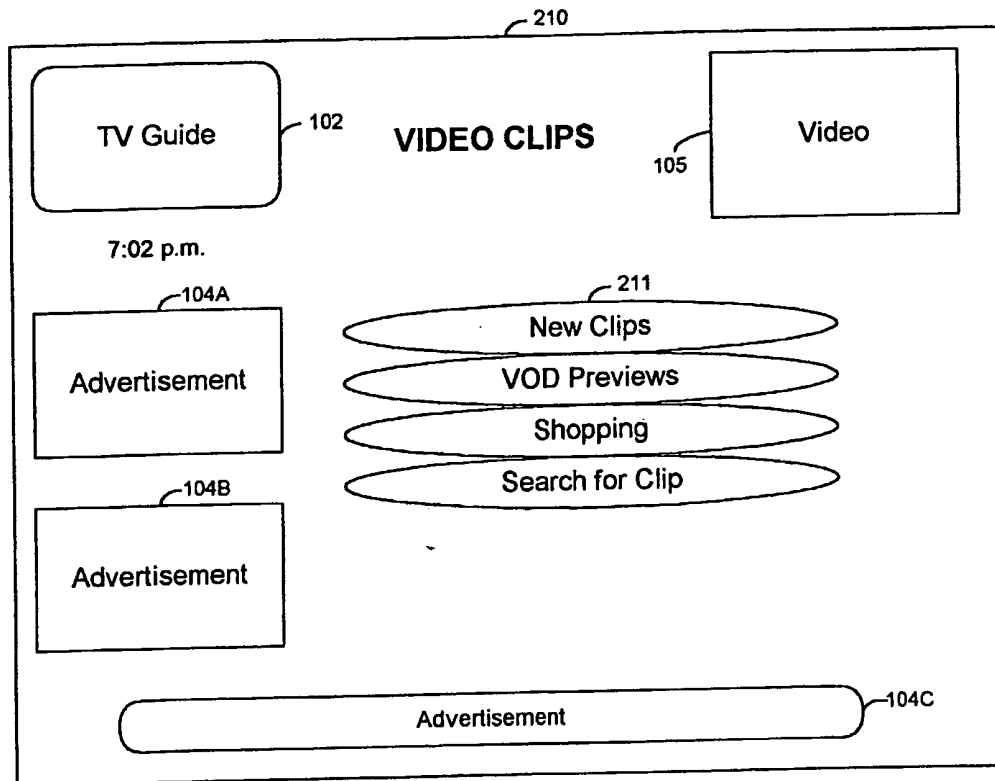 210
TV Guide
102
VIDEO CLIPS
105
Video
7:02 p.m.
104A
Advertisement
211
New Clips
VOD Previews
Shopping
Search for Clip
104B
Advertisement
Advertisement
104C